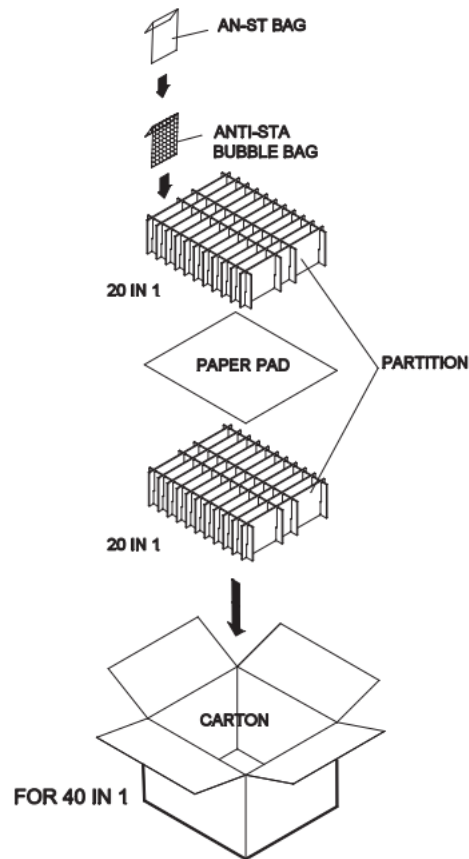 AN-ST BAG
ANTI-STA
BUBBLE BAG
20 IN 1
PAPER PAD
PARTITION
20 IN 1
CARTON
FOR 40 IN 1